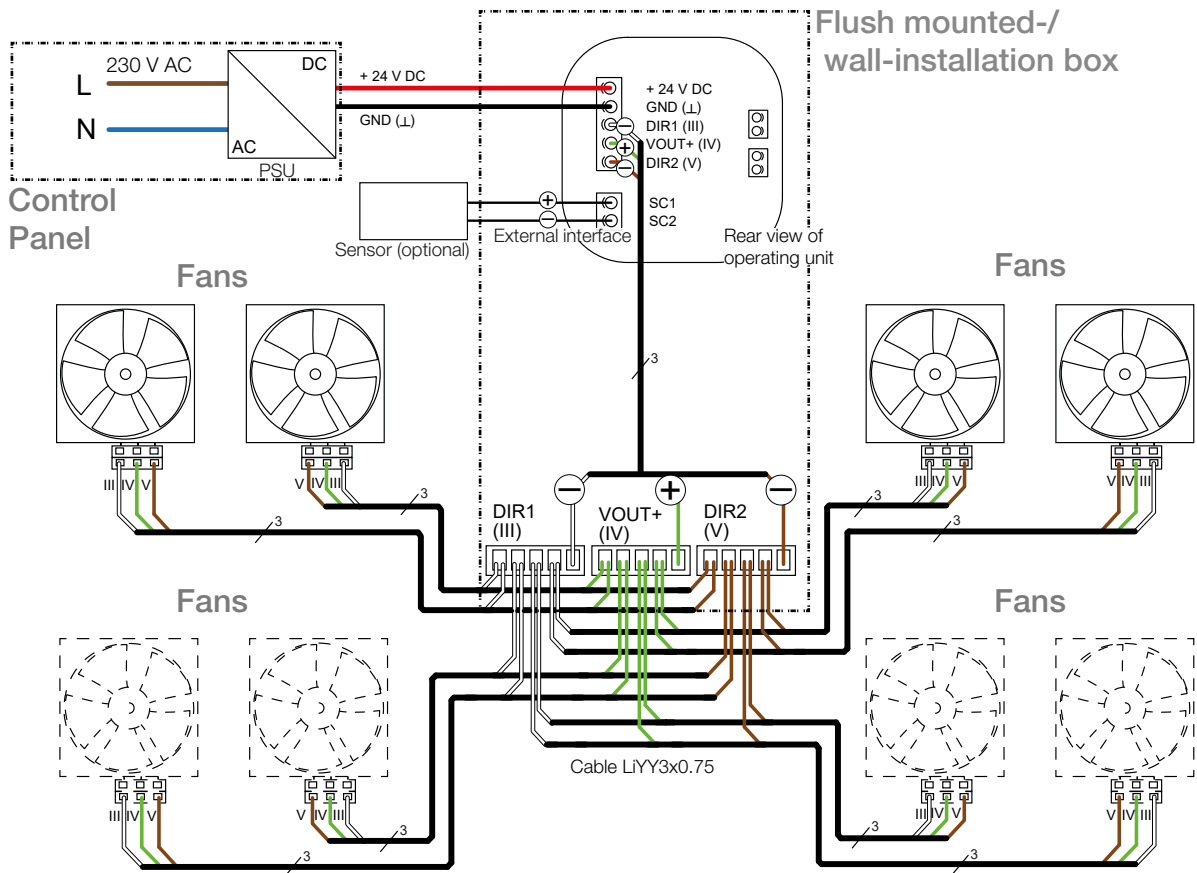 Flush mounted-/
wall-installation box
230 V AC
L
N
DC
AC
PSU
+ 24 V DC
GND (⊥)
Control
Panel
+ 24 V DC
GND (⊥)
DIR1 (III)
VOUT+ (IV)
DIR2 (V)
SC1
SC2
Sensor (optional)
External interface
Rear view of
operating unit
Fans
Fans
3
III IV V
V IV III
3
3
DIR1
(III)
VOUT+
(IV)
DIR2
(V)
III IV V
V IV III
3
3
Fans
Fans
Cable LiYY3x0.75
III IV V
V IV III
3
3
III IV V
V IV III
3
3